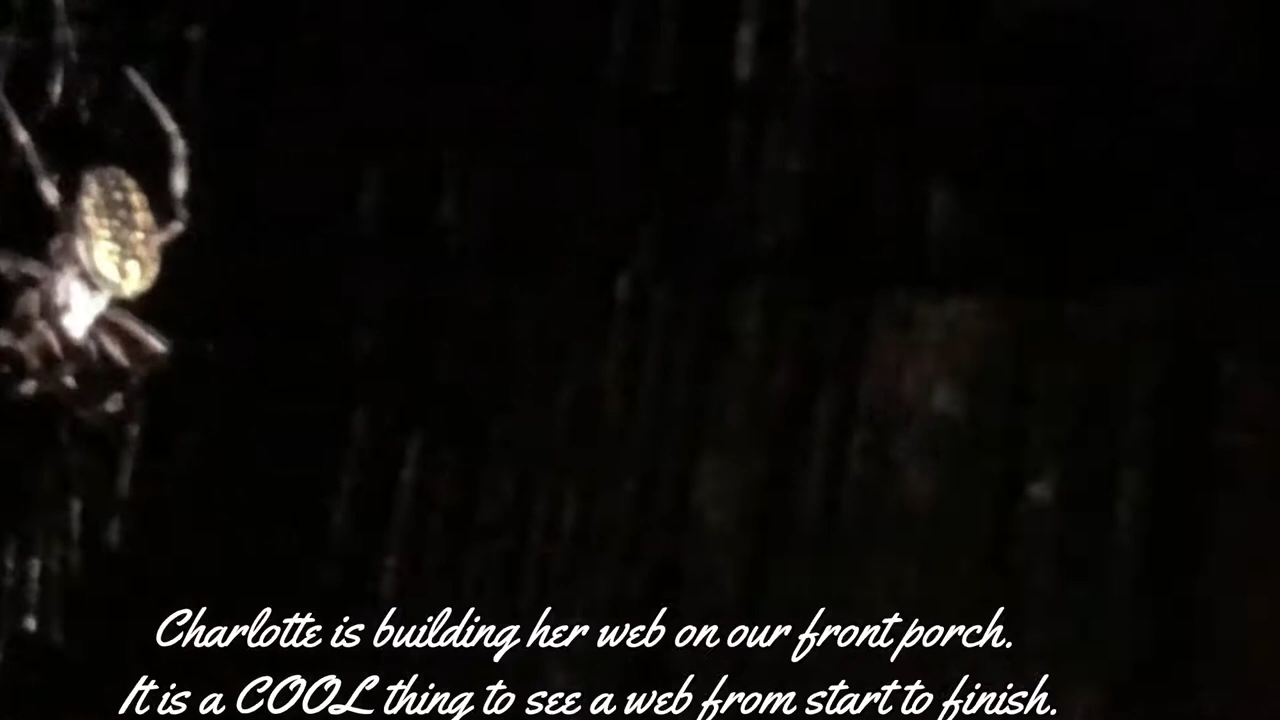 Charlotte is building her web on our front porch.
It is a COOL thing to see a web from start to finish.